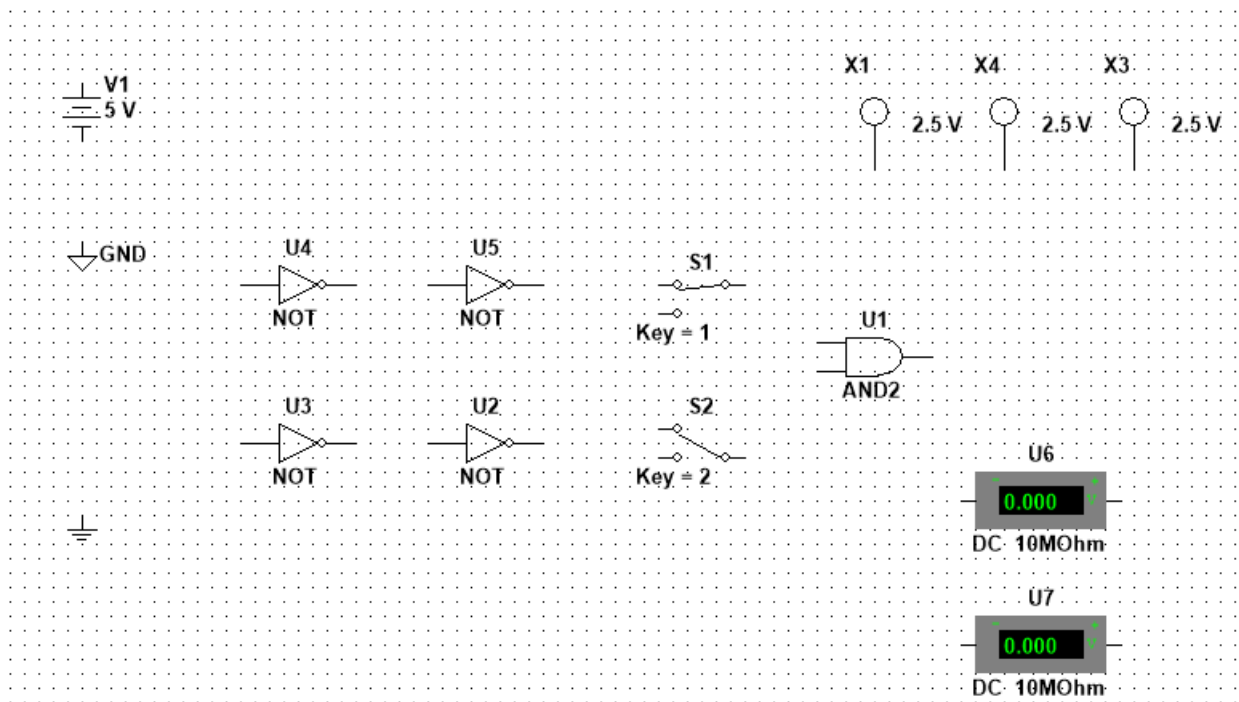 X1 X4 X3
V1
5 V
2.5 V 2.5 V 2.5 V
GND
U4 U5 S1
NOT NOT
Key = 1
U1
AND2
U3 U2 S2
NOT NOT Key = 2
U6
- +
0.000 V
DC 10MOhm
U7
- +
0.000 V
DC 10MOhm